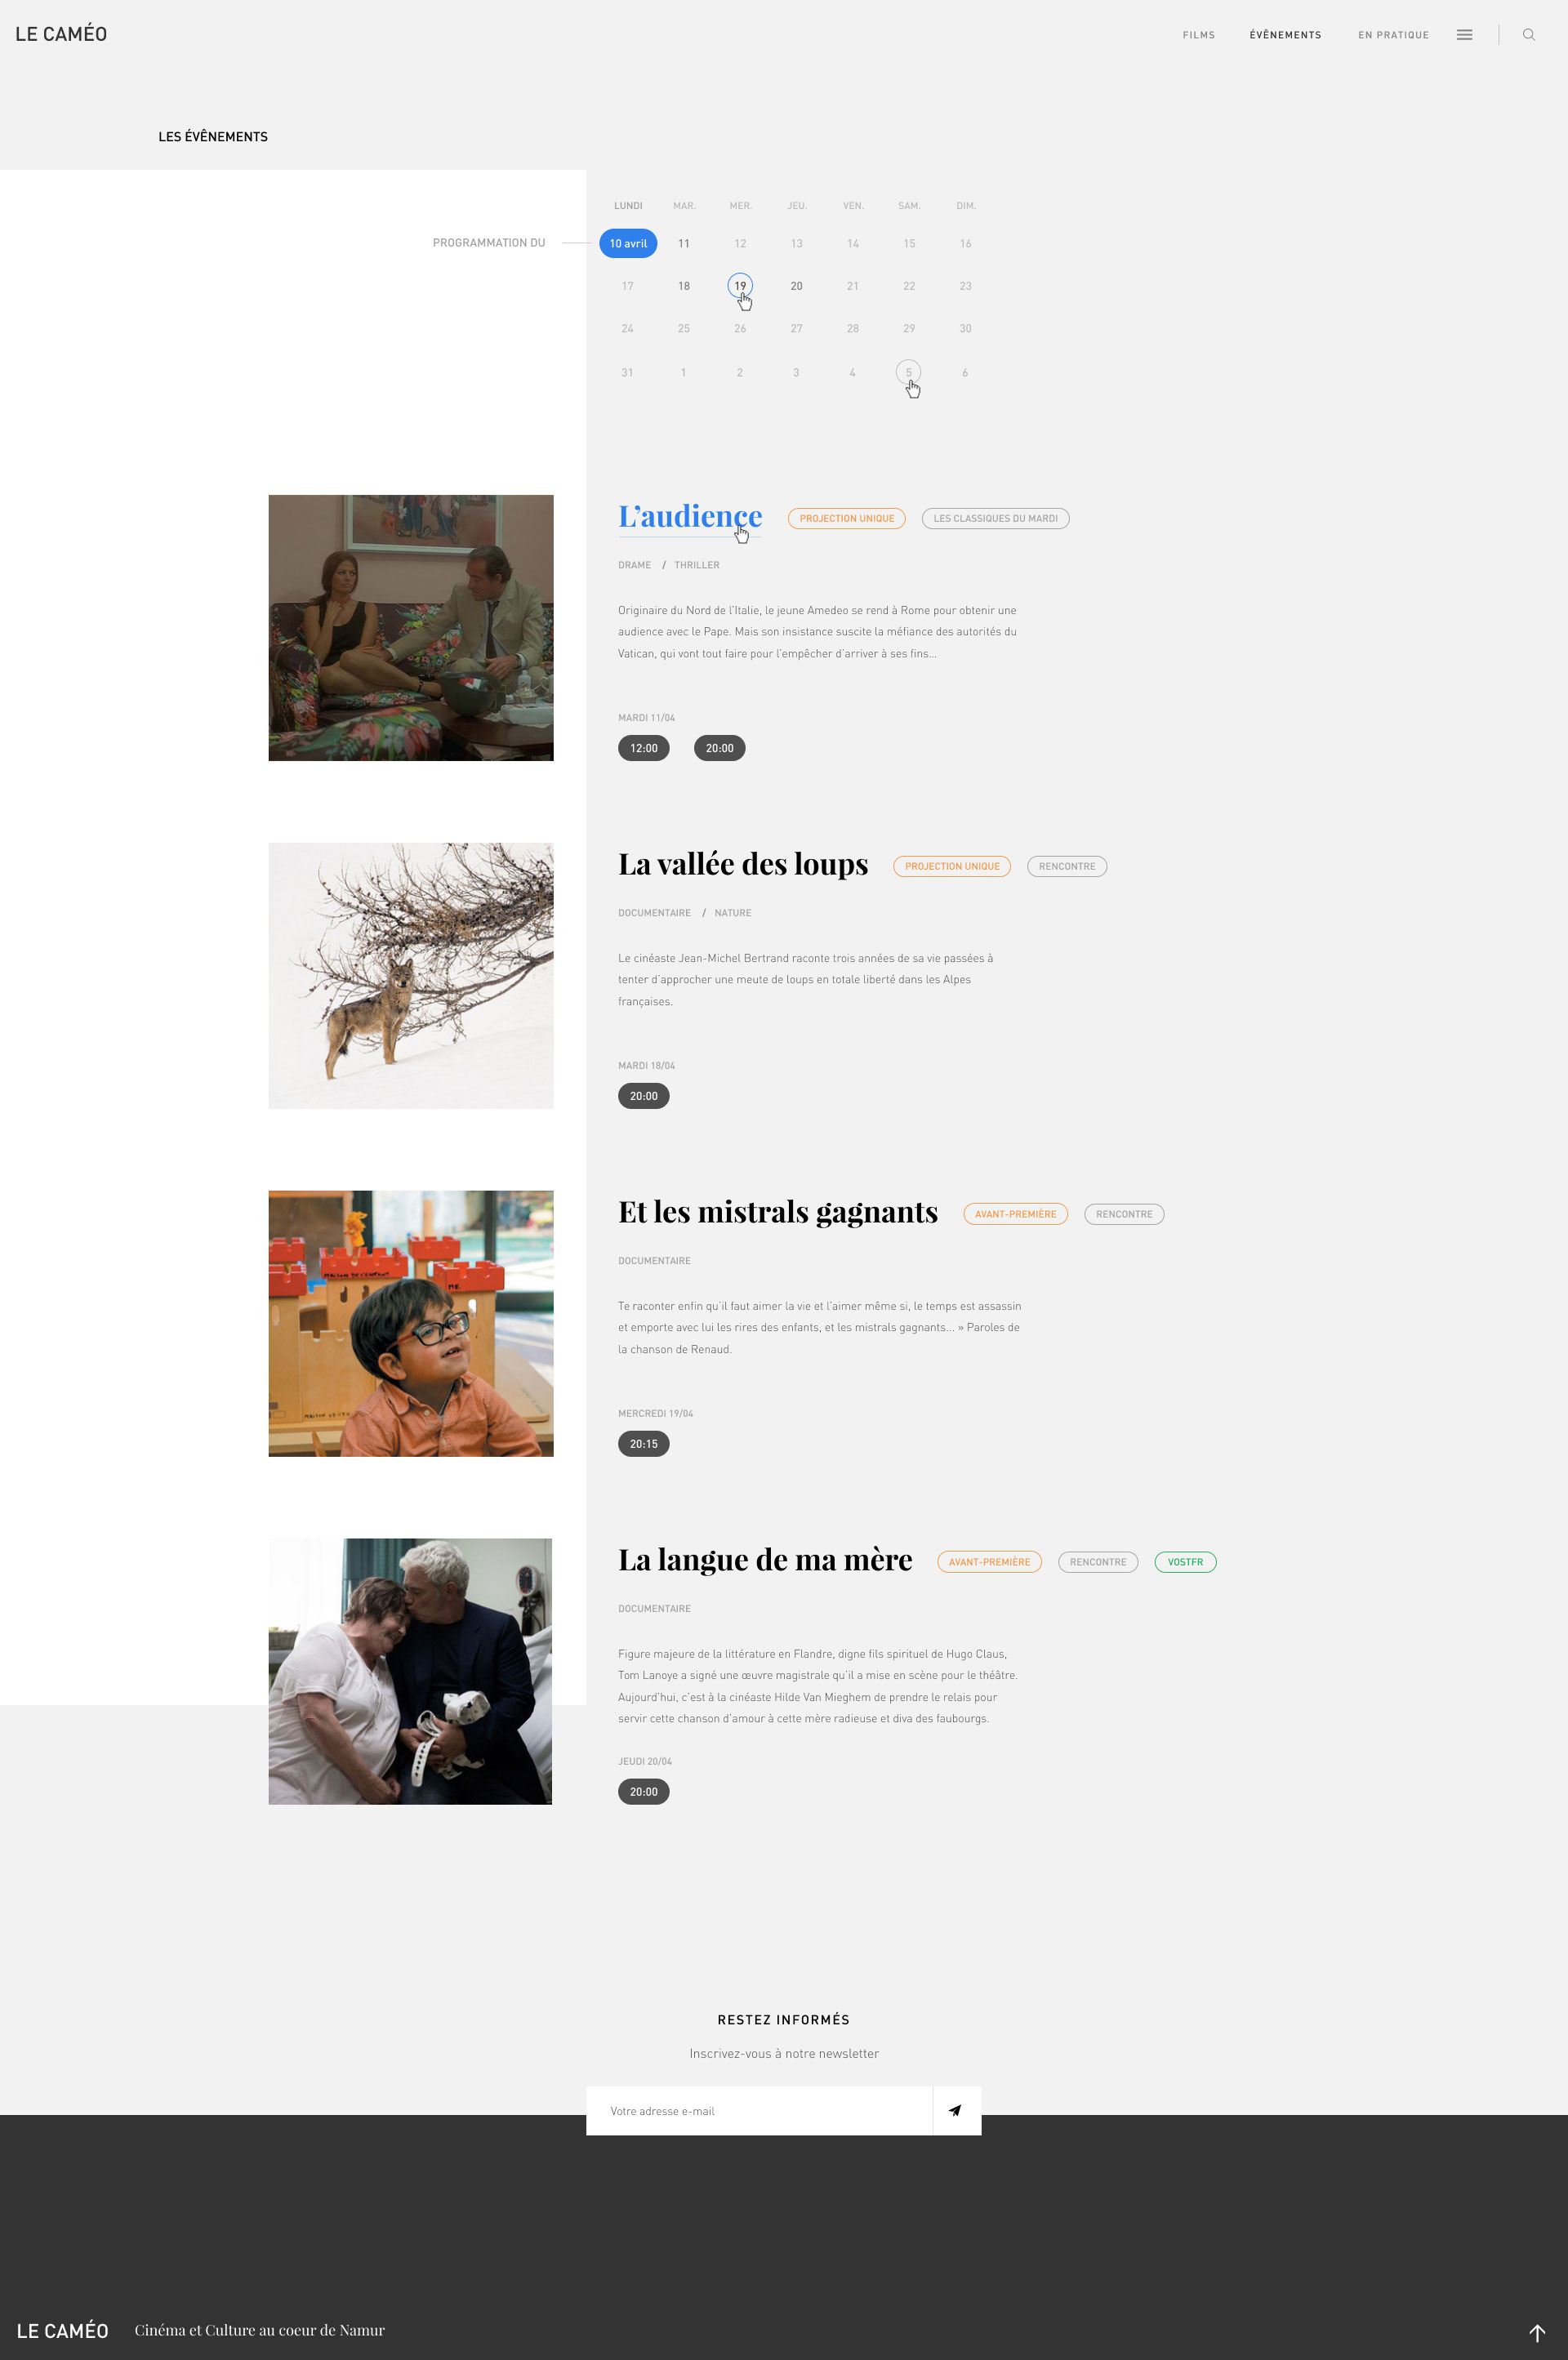 LE CAMÉO
FILMS ÉVÊNEMENTS EN PRATIQUE
LES ÉVÊNEMENTS
LUNDI MAR. MER. JEU. VEN. SAM. DIM.
PROGRAMMATION DU 10 avril 11 12 13 14 15 16
17 18 19 20 21 22 23
24 25 26 27 28 29 30
31 1 2 3 4 5 6
L’audience PROJECTION UNIQUE LES CLASSIQUES DU MARDI
DRAME / THRILLER
Originaire du Nord de l’Italie, le jeune Amedeo se rend à Rome pour obtenir une
audience avec le Pape. Mais son insistance suscite la méfiance des autorités du
Vatican, qui vont tout faire pour l’empêcher d’arriver à ses fins...
MARDI 11/04
12:00 20:00
La vallée des loups PROJECTION UNIQUE RENCONTRE
DOCUMENTAIRE / NATURE
Le cinéaste Jean-Michel Bertrand raconte trois années de sa vie passées à
tenter d’approcher une meute de loups en totale liberté dans les Alpes
françaises.
MARDI 18/04
20:00
Et les mistrals gagnants AVANT-PREMIÈRE RENCONTRE
DOCUMENTAIRE
MAISON DE L'ENFANT
ME
Te raconter enfin qu’il faut aimer la vie et l’aimer même si, le temps est assassin
et emporte avec lui les rires des enfants, et les mistrals gagnants... » Paroles de
la chanson de Renaud.
MERCREDI 19/04
20:15
La langue de ma mère AVANT-PREMIÈRE RENCONTRE VOSTFR
DOCUMENTAIRE
Figure majeure de la littérature en Flandre, digne fils spirituel de Hugo Claus,
Tom Lanoye a signé une œuvre magistrale qu’il a mise en scène pour le théâtre.
Aujourd’hui, c’est à la cinéaste Hilde Van Mieghem de prendre le relais pour
servir cette chanson d’amour à cette mère radieuse et diva des faubourgs.
JEUDI 20/04
20:00
RESTEZ INFORMÉS
Inscrivez-vous à notre newsletter
Votre adresse e-mail
LE CAMÉO Cinéma et Culture au coeur de Namur